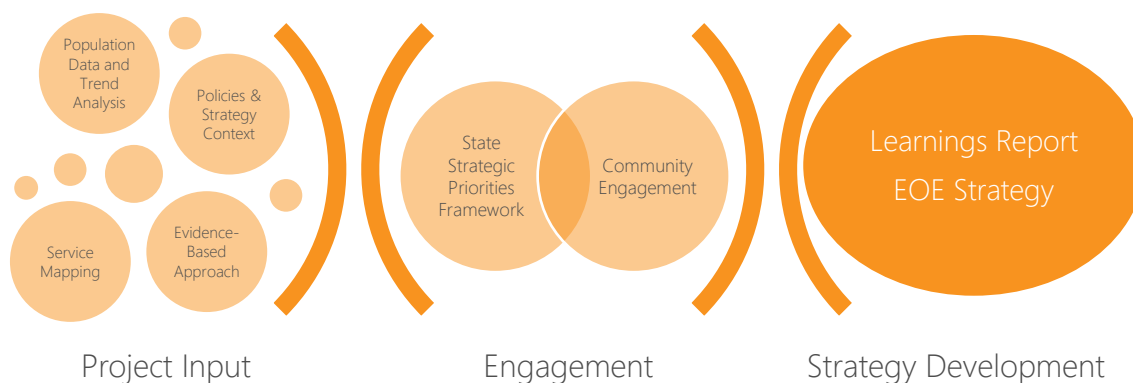 Population
Data and
Trend
Analysis
Policies &
Strategy
Context
Service
Mapping
Evidence-
Based
Approach
Project Input
State
Strategic
Priorities
Framework
Community
Engagement
Engagement
Learnings Report
EOE Strategy
Strategy Development